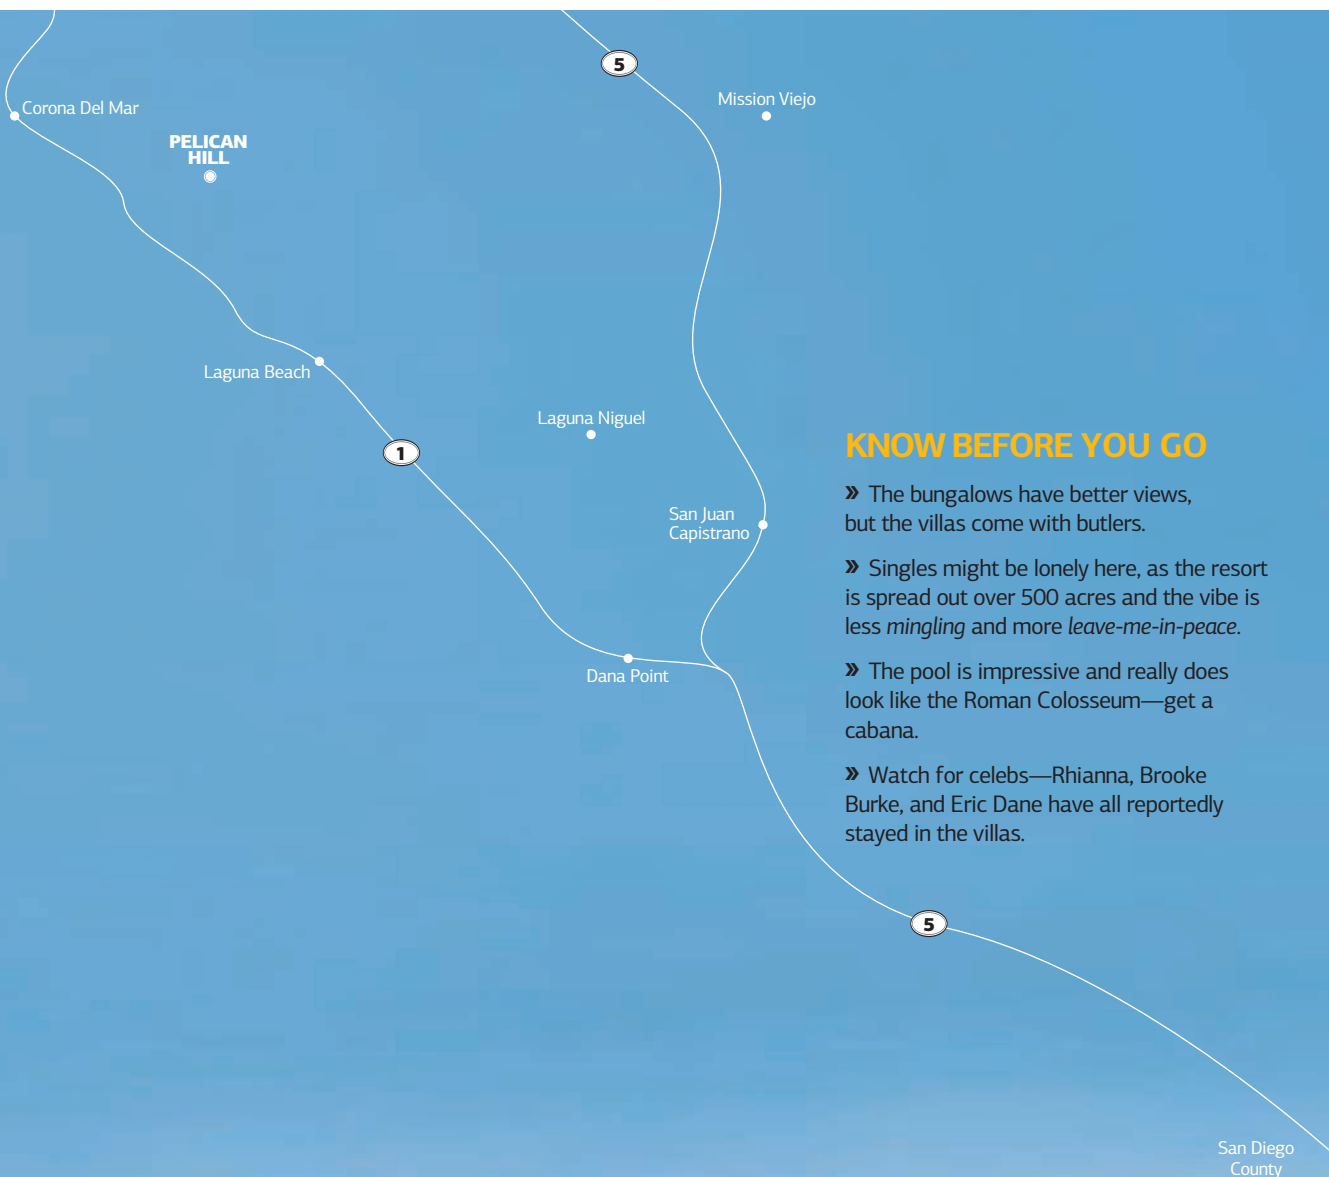 5
Mission Viejo
Corona Del Mar
PELICAN
HILL
Laguna Beach
Laguna Niguel
1
San Juan
Capistrano
Dana Point
KNOW BEFORE YOU GO
» The bungalows have better views,
but the villas come with butlers.
» Singles might be lonely here, as the resort
is spread out over 500 acres and the vibe is
less mingling and more leave-me-in-peace.
» The pool is impressive and really does
look like the Roman Colosseum—get a
cabana.
» Watch for celebs—Rhianna, Brooke
Burke, and Eric Dane have all reportedly
stayed in the villas.
5
San Diego
County